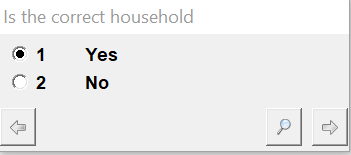 Is the correct household
1 Yes
2 No